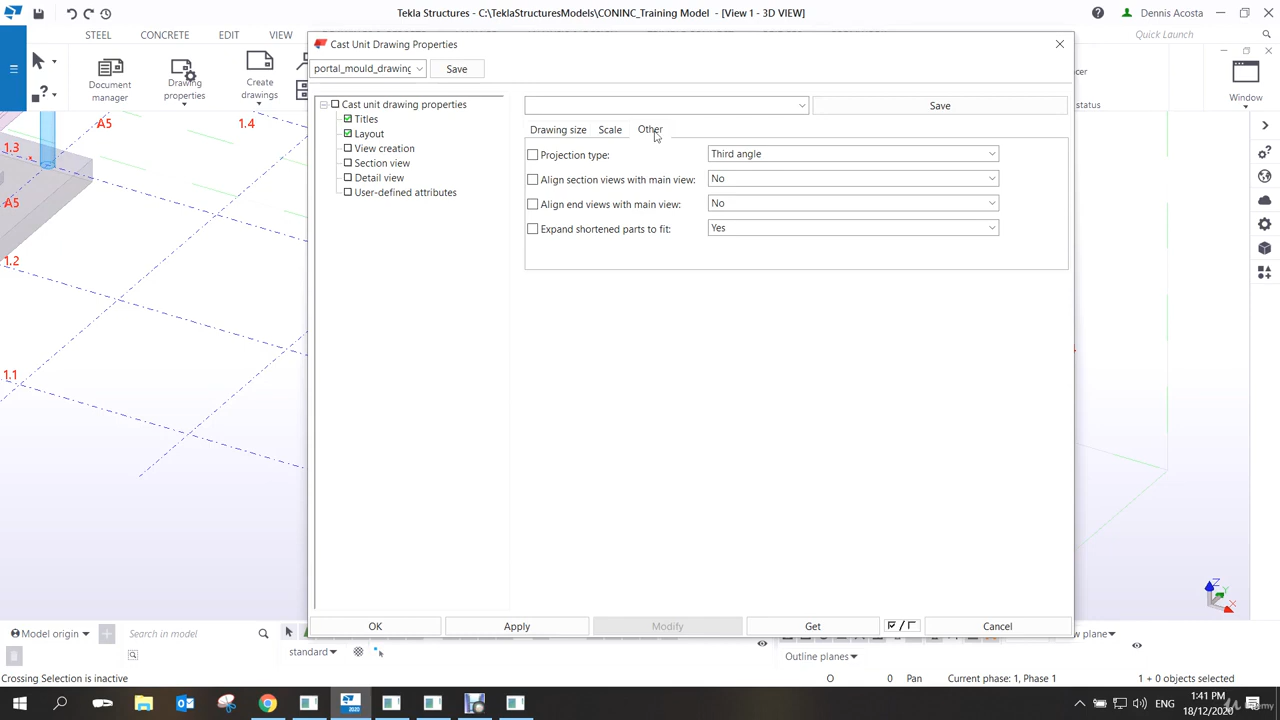 Tekla Structures - C:\TeklaStructuresModels\CONINC_Training Model - [View 1 - 3D VIEW]
Dennis Acosta
STEEL CONCRETE EDIT VIEW
Quick Launch
Cast Unit Drawing Properties
portal_mould_drawing Save
Document manager
Drawing properties
Create drawings
Window
status
Cast unit drawing properties
Titles
Layout
View creation
Section view
Detail view
User-defined attributes
Save
Drawing size Scale Other
Projection type: Third angle
Align section views with main view: No
Align end views with main view: No
Expand shortened parts to fit: Yes
A5 1.4
1.3
A5
1.2
1.1
OK Apply Modify Get / Cancel
Model origin Search in model
standard
Outline planes
Z
Y
X
Crossing Selection is inactive
O 0 Pan Current phase: 1, Phase 1 1 + 0 objects selected
ENG
1:41 PM
18/12/2020